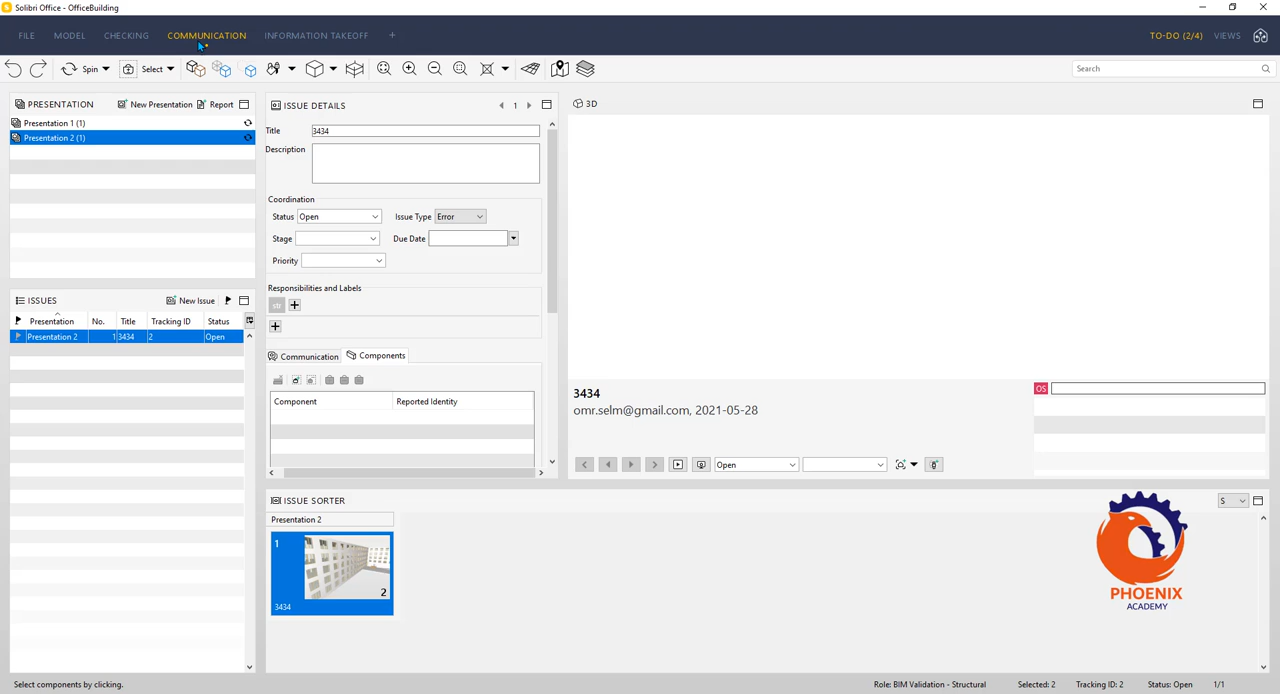 Solibri Office - OfficeBuilding
FILE MODEL CHECKING COMMUNICATION INFORMATION TAKEOFF + TO-DO (2/4) VIEWS
Spin Select Search
PRESENTATION New Presentation Report
Presentation 1 (1)
Presentation 2 (1)
ISSUES New Issue
Presentation No. Title Tracking ID Status
Presentation 2 1 3434 2 Open
ISSUE DETAILS 1
Title 3434
Description
Coordination
Status Open Issue Type Error
Stage Due Date
Priority
Responsibilities and Labels
str
Communication Components
Component Reported Identity
3D
3434
omr.selm@gmail.com, 2021-05-28
OS
Open
ISSUE SORTER S
Presentation 2
1
2
3434
PHOENIX
ACADEMY
Select components by clicking. Role: BIM Validation - Structural Selected: 2 Tracking ID: 2 Status: Open 1/1